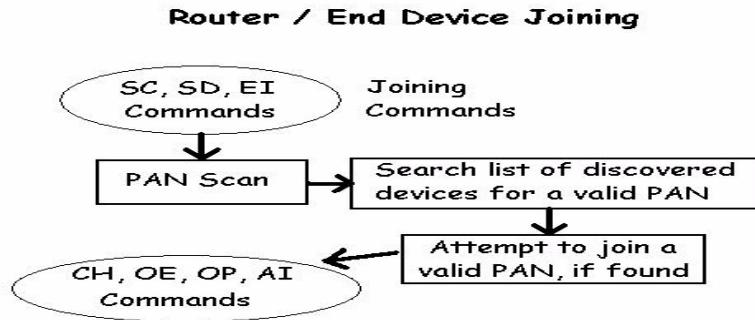 Router / End Device Joining
SC, SD, EI
Commands
Joining
Commands
PAN Scan
Search list of discovered
devices for a valid PAN
Attempt to join a
valid PAN, if found
CH, OE, OP, AI
Commands